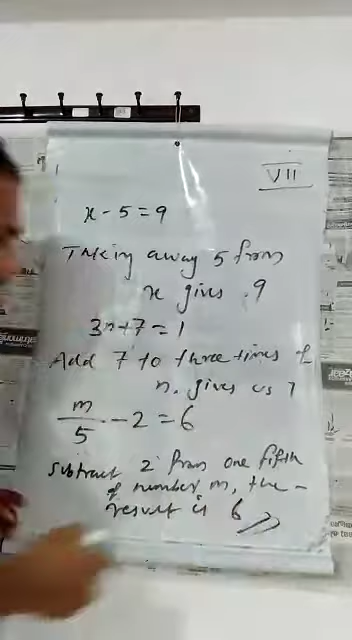 VII
x - 5 = 9
Taking away 5 from
x gives 9
3n+7 = 1
Add 7 to three times of
n, gives us 1
m/5 - 2 = 6
subtract 2 from one fifth
of number m, the
result is 6